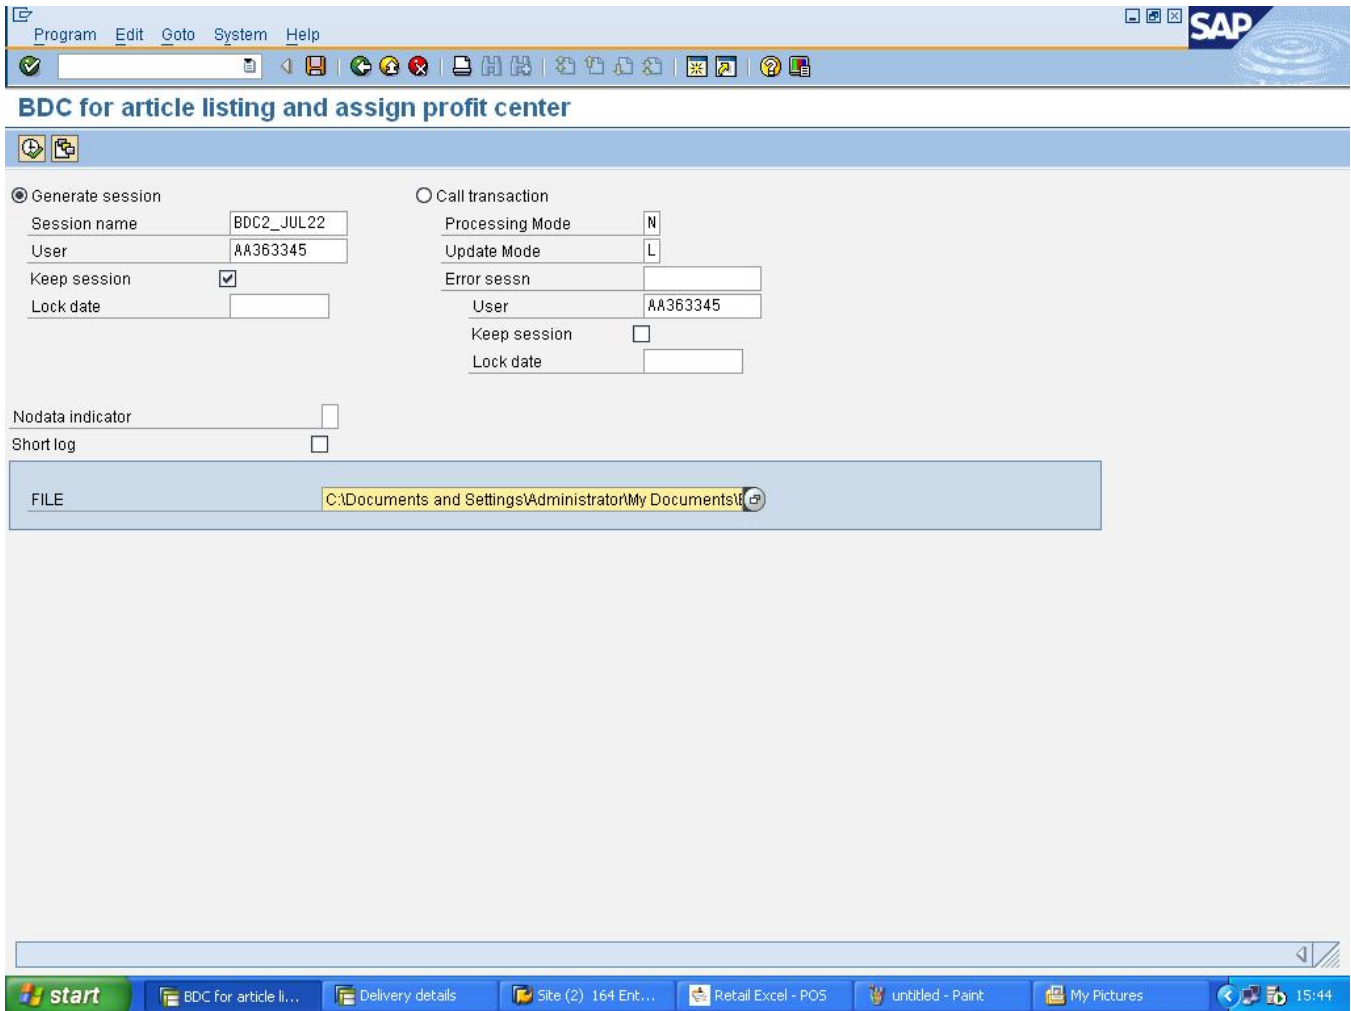 Program Edit Goto System Help
SAP
BDC for article listing and assign profit center
Generate session Call transaction
Session name BDC2_JUL22 Processing Mode N
User AA363345 Update Mode L
Keep session Error sessn
Lock date User AA363345
Keep session
Lock date
Nodata indicator
Short log
FILE C:\Documents and Settings\Administrator\My Documents\
start BDC for article li... Delivery details Site (2) 164 Ent... Retail Excel - POS untitled - Paint My Pictures 15:44